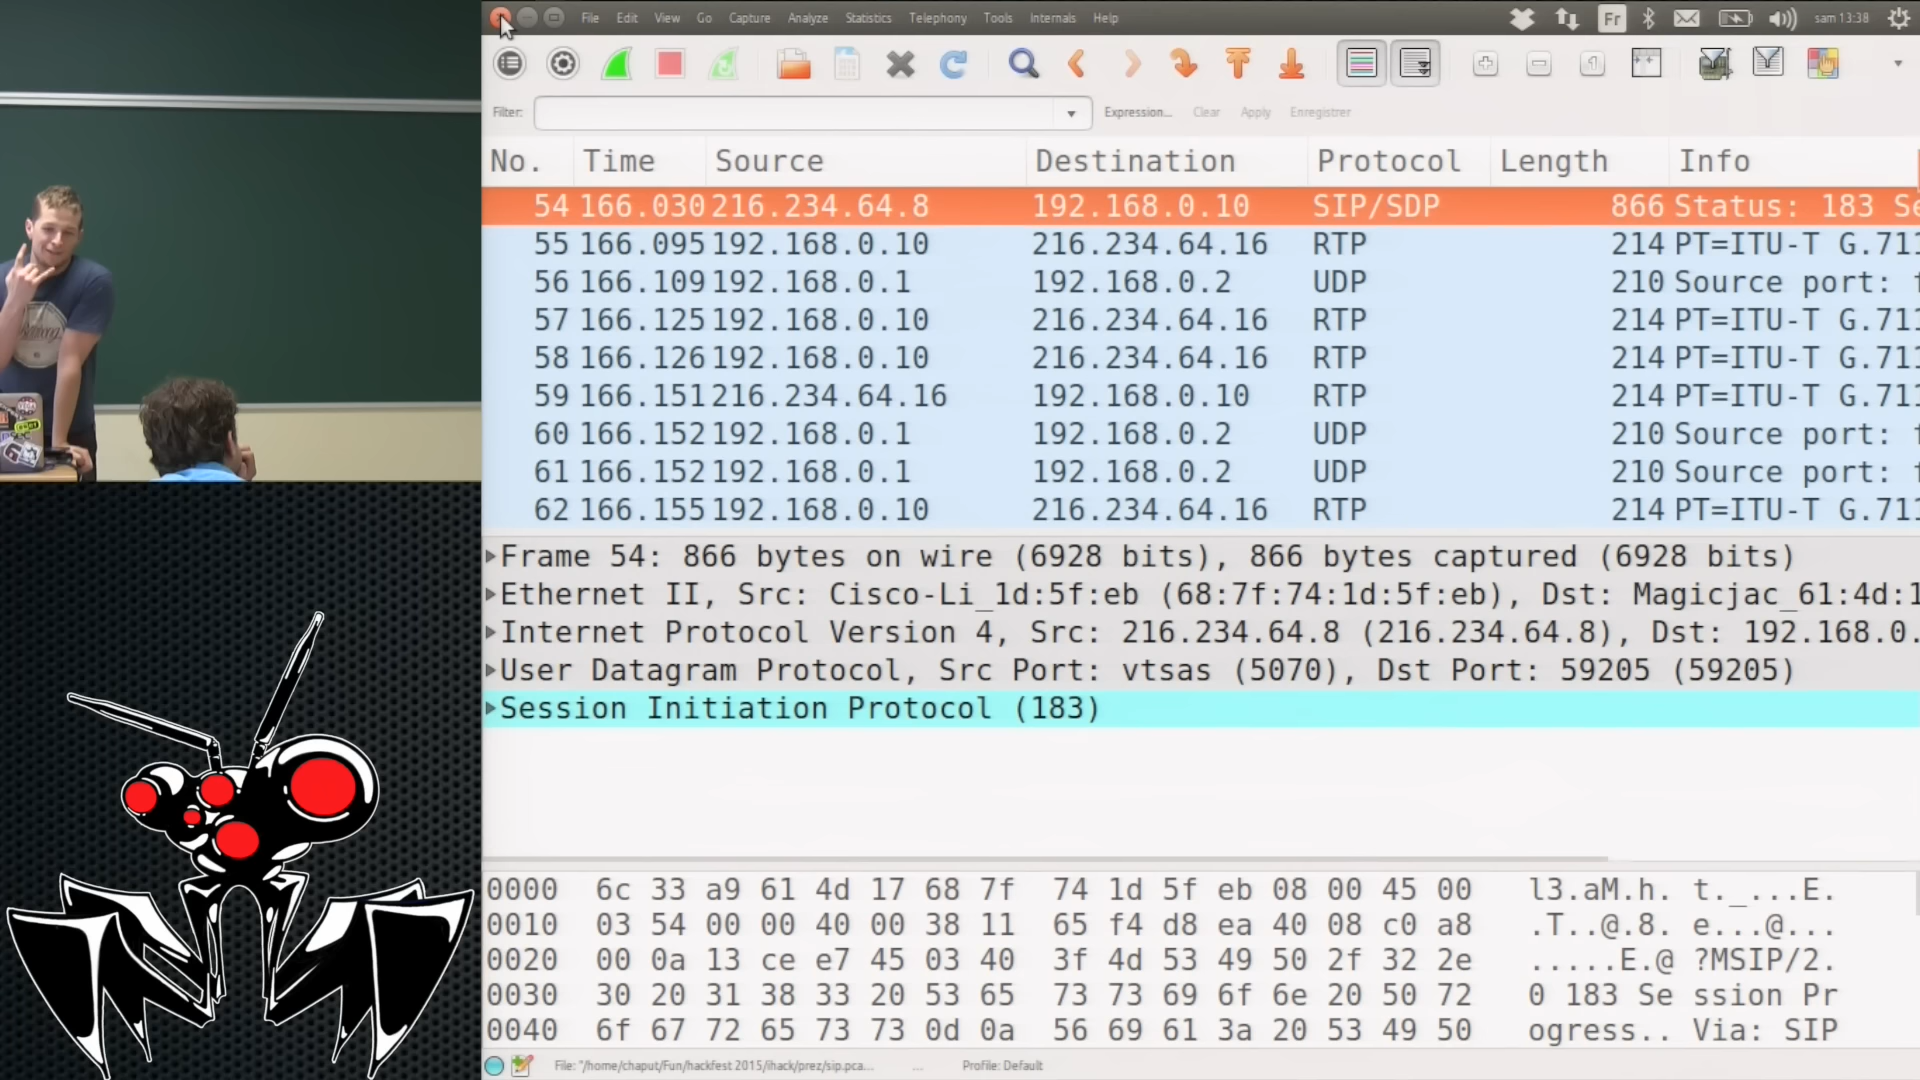 File Edit View Go Capture Analyze Statistics Telephony Tools Internals Help Fr sam 13:38
Filter: Expression... Clear Apply Enregistrer
No. Time Source Destination Protocol Length Info
54 166.030 216.234.64.8 192.168.0.10 SIP/SDP 866 Status: 183 Se
55 166.095 192.168.0.10 216.234.64.16 RTP 214 PT=ITU-T G.711
56 166.109 192.168.0.1 192.168.0.2 UDP 210 Source port: f
57 166.125 192.168.0.10 216.234.64.16 RTP 214 PT=ITU-T G.711
58 166.126 192.168.0.10 216.234.64.16 RTP 214 PT=ITU-T G.711
59 166.151 216.234.64.16 192.168.0.10 RTP 214 PT=ITU-T G.711
60 166.152 192.168.0.1 192.168.0.2 UDP 210 Source port: f
61 166.152 192.168.0.1 192.168.0.2 UDP 210 Source port: f
62 166.155 192.168.0.10 216.234.64.16 RTP 214 PT=ITU-T G.711
Frame 54: 866 bytes on wire (6928 bits), 866 bytes captured (6928 bits)
Ethernet II, Src: Cisco-Li_1d:5f:eb (68:7f:74:1d:5f:eb), Dst: Magicjac_61:4d:1
Internet Protocol Version 4, Src: 216.234.64.8 (216.234.64.8), Dst: 192.168.0.
User Datagram Protocol, Src Port: vtsas (5070), Dst Port: 59205 (59205)
Session Initiation Protocol (183)
0000 6c 33 a9 61 4d 17 68 7f 74 1d 5f eb 08 00 45 00 l3.aM.h. t._...E.
0010 03 54 00 00 40 00 38 11 65 f4 d8 ea 40 08 c0 a8 .T..@.8. e...@...
0020 00 0a 13 ce e7 45 03 40 3f 4d 53 49 50 2f 32 2e .....E.@ ?MSIP/2.
0030 30 20 31 38 33 20 53 65 73 73 69 6f 6e 20 50 72 0 183 Se ssion Pr
0040 6f 67 72 65 73 73 0d 0a 56 69 61 3a 20 53 49 50 ogress.. Via: SIP
File: "/home/chaput/Fun/hackfest 2015/ihack/prez/sip.pca... ... Profile: Default